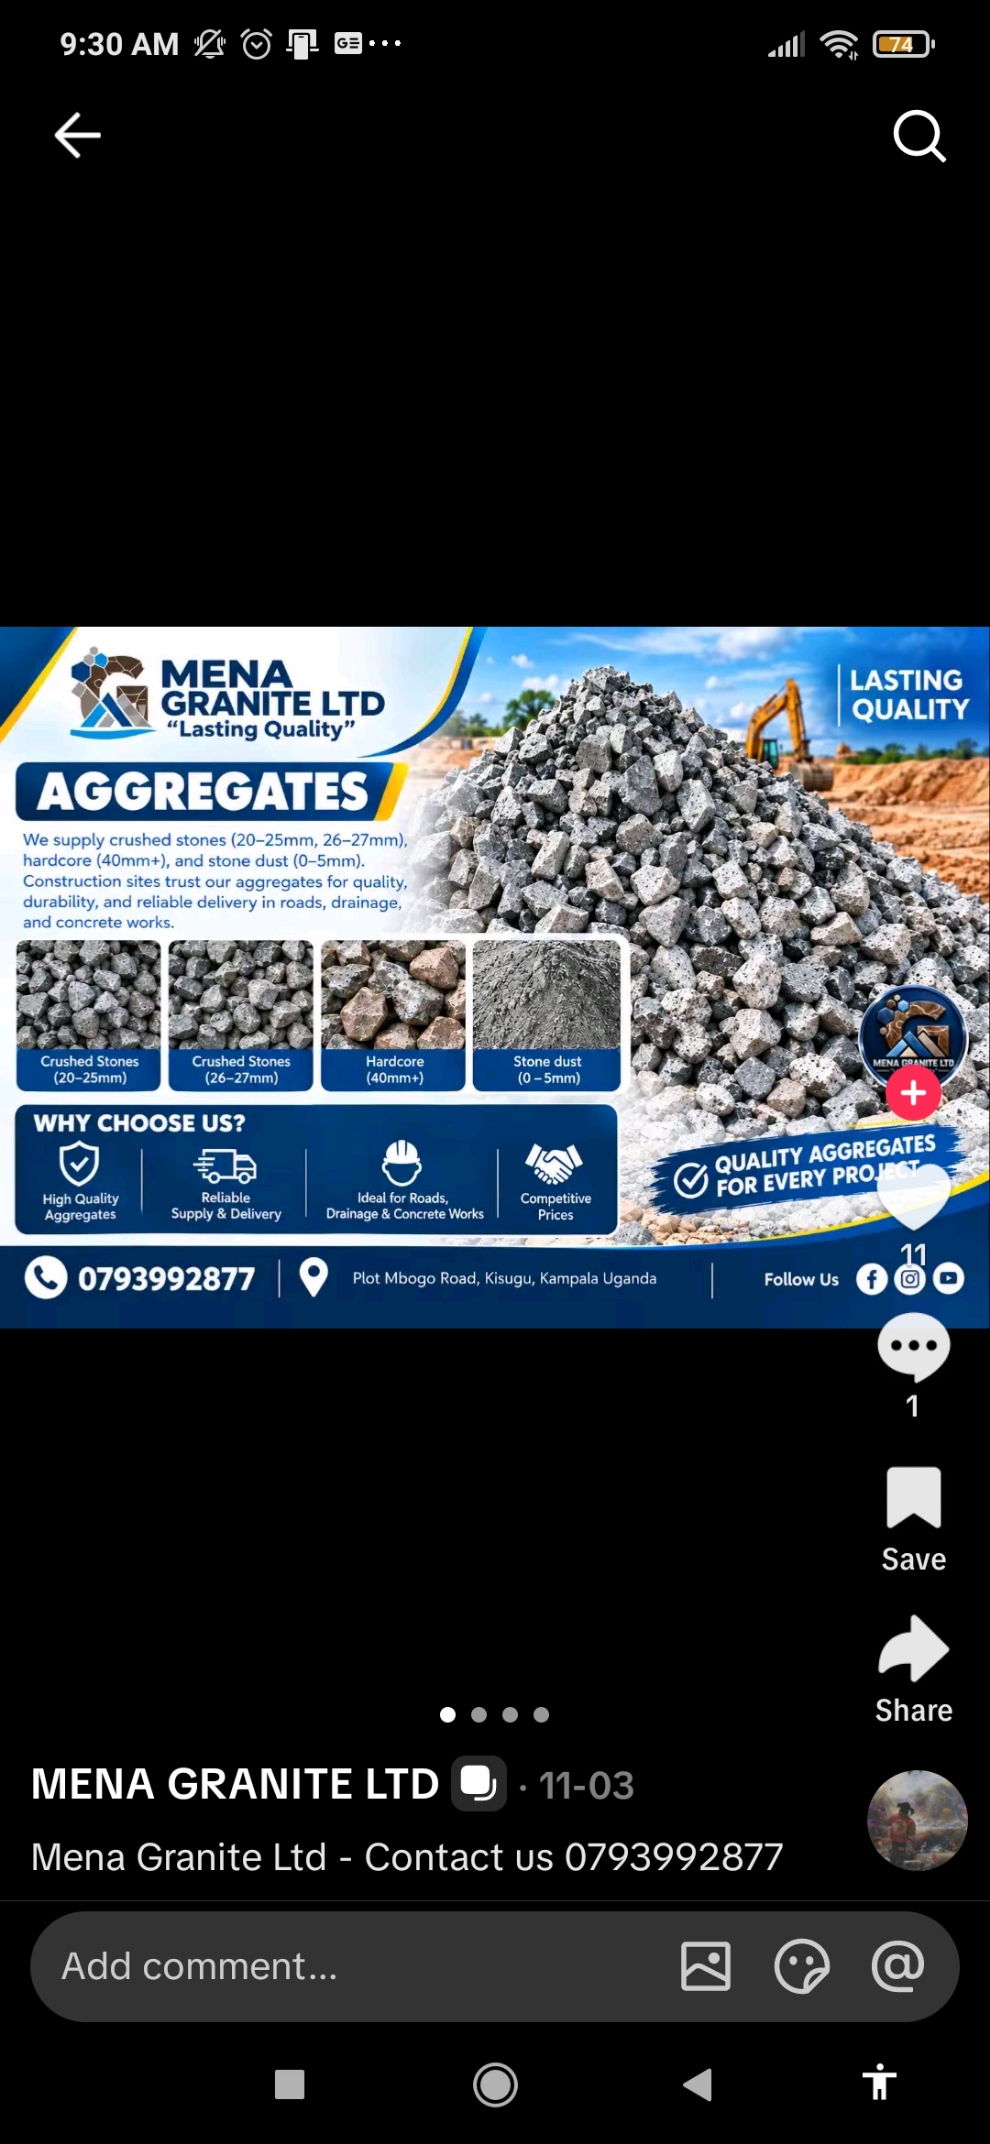 9:30 AM
74
MENA
GRANITE LTD
“Lasting Quality”
LASTING
QUALITY
AGGREGATES
We supply crushed stones (20–25mm, 26–27mm),
hardcore (40mm+), and stone dust (0–5mm).
Construction sites trust our aggregates for quality,
durability, and reliable delivery in roads, drainage,
and concrete works.
Crushed Stones
(20–25mm)
Crushed Stones
(26–27mm)
Hardcore
(40mm+)
Stone dust
(0 – 5mm)
MENA GRANITE LTD
WHY CHOOSE US?
High Quality
Aggregates
Reliable
Supply & Delivery
Ideal for Roads,
Drainage & Concrete Works
Competitive
Prices
QUALITY AGGREGATES
FOR EVERY PROJECT
11
0793992877
Plot Mbogo Road, Kisugu, Kampala Uganda
Follow Us
1
Save
Share
MENA GRANITE LTD · 11-03
Mena Granite Ltd - Contact us 0793992877
Add comment...